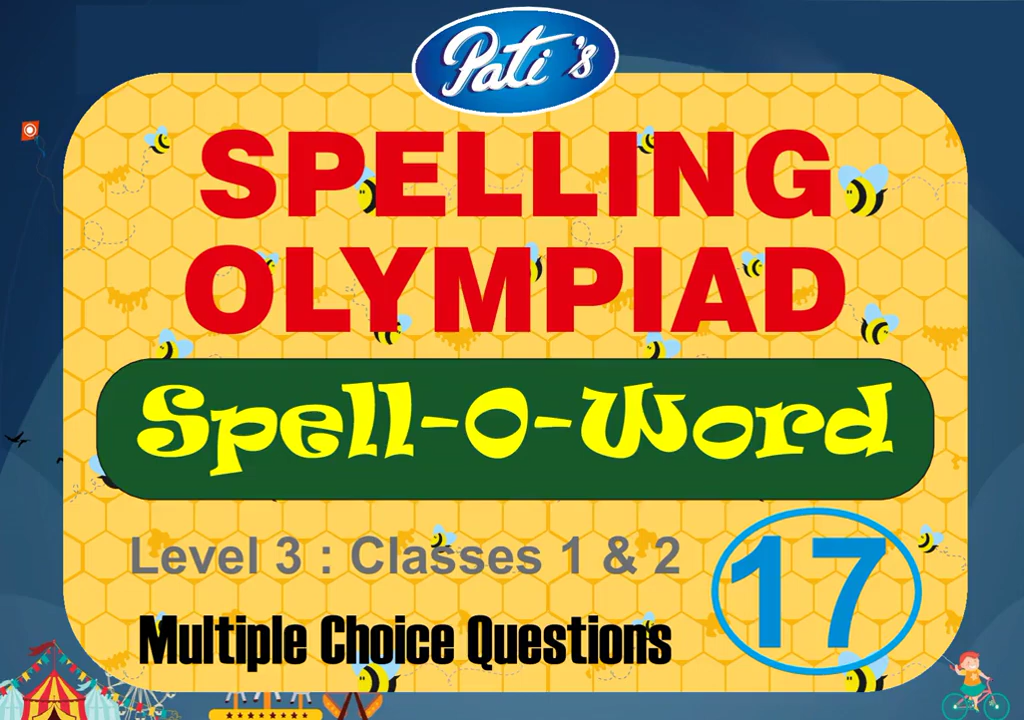 Pati's
SPELLING
OLYMPIAD
Spell-O-Word
Level 3 : Classes 1 & 2
17
Multiple Choice Questions